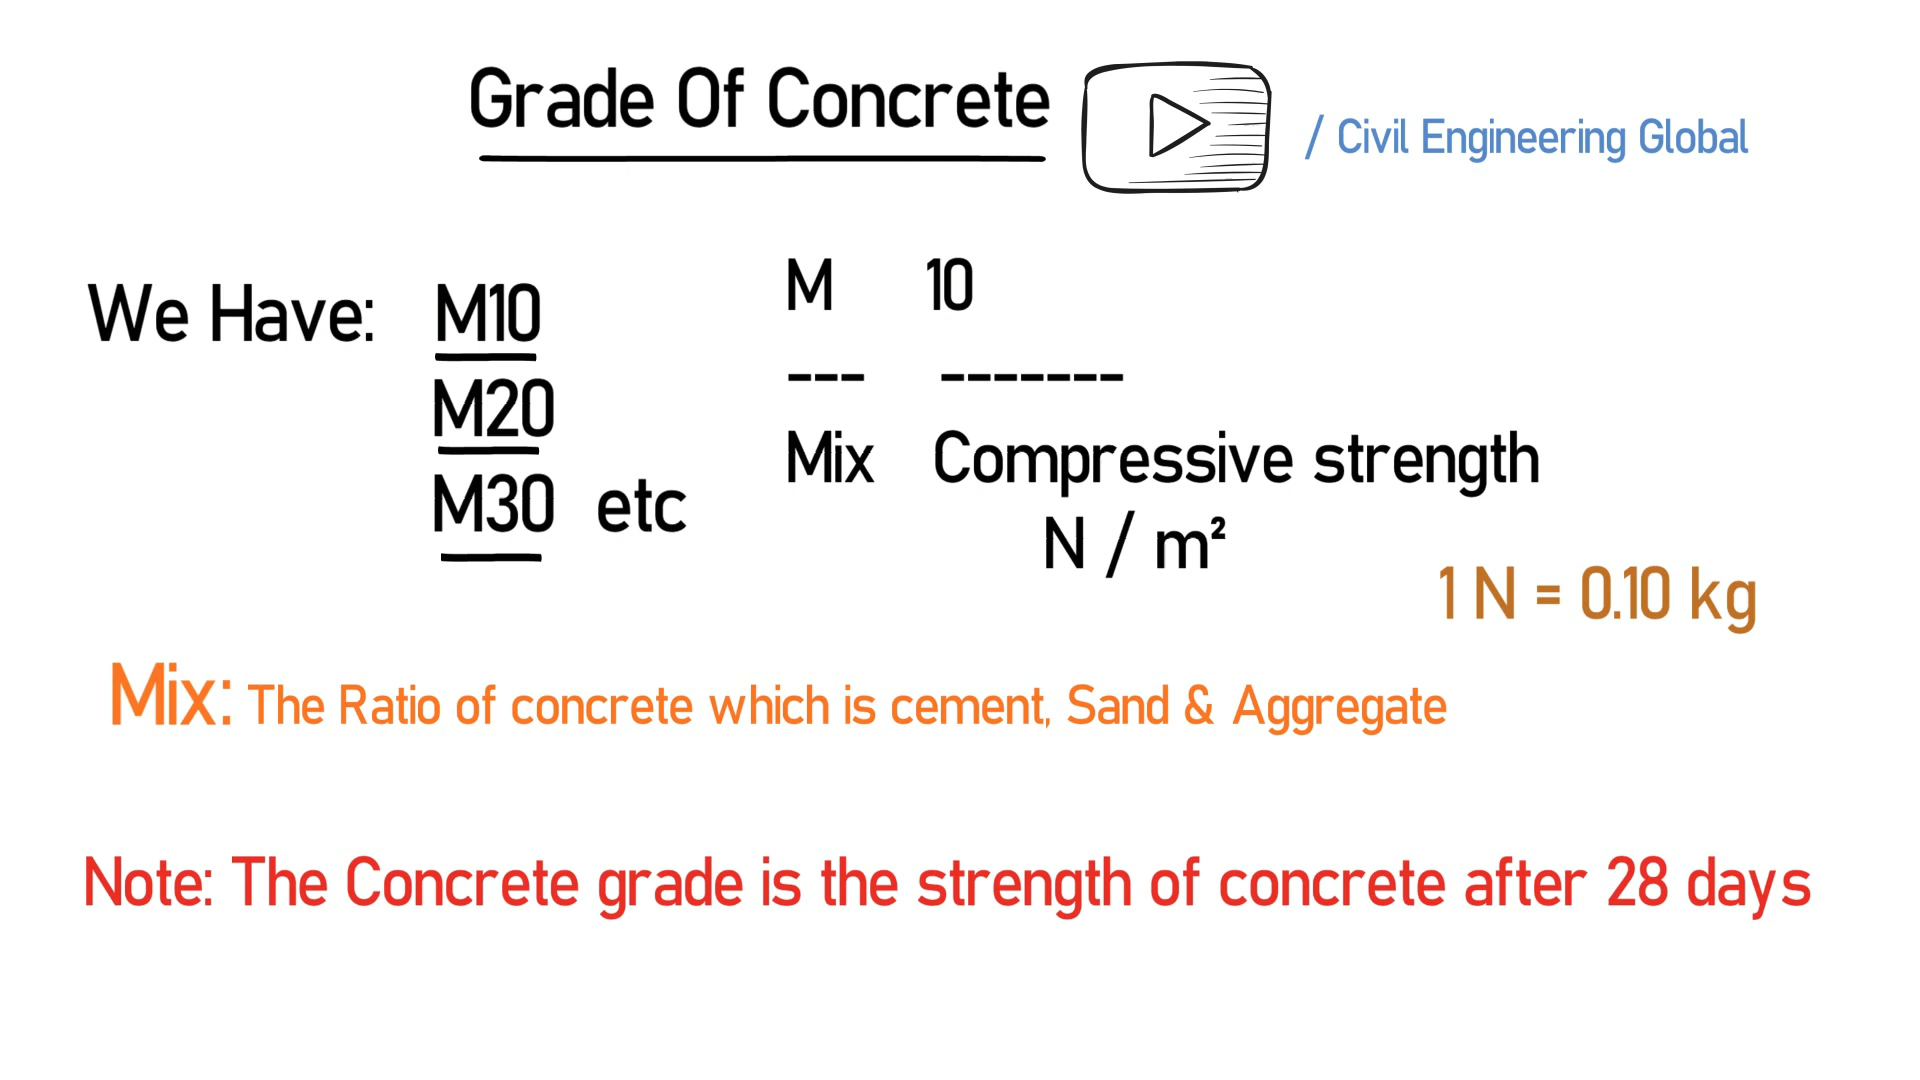 Grade Of Concrete
/ Civil Engineering Global
We Have: M10
M20
M30 etc
M 10
--- -------
Mix Compressive strength
N / m²
1 N = 0.10 kg
Mix: The Ratio of concrete which is cement, Sand & Aggregate
Note: The Concrete grade is the strength of concrete after 28 days